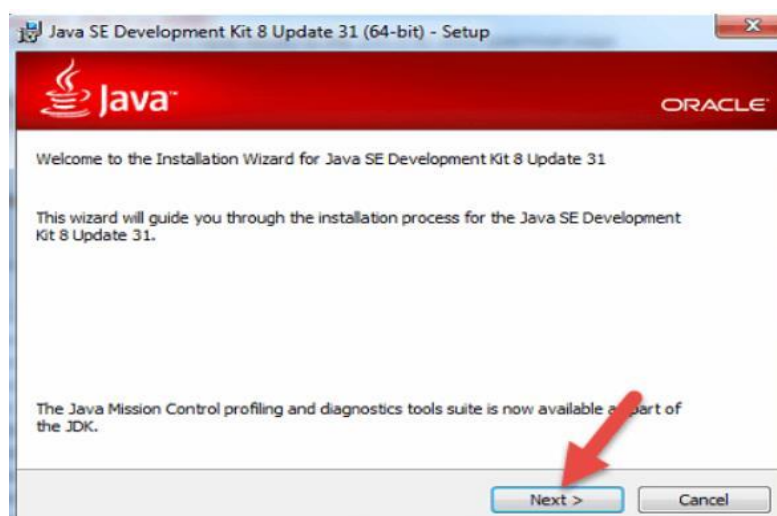 Java SE Development Kit 8 Update 31 (64-bit) - Setup
Java™
ORACLE
Welcome to the Installation Wizard for Java SE Development Kit 8 Update 31
This wizard will guide you through the installation process for the Java SE Development
Kit 8 Update 31.
The Java Mission Control profiling and diagnostics tools suite is now available as part of
the JDK.
Next >
Cancel